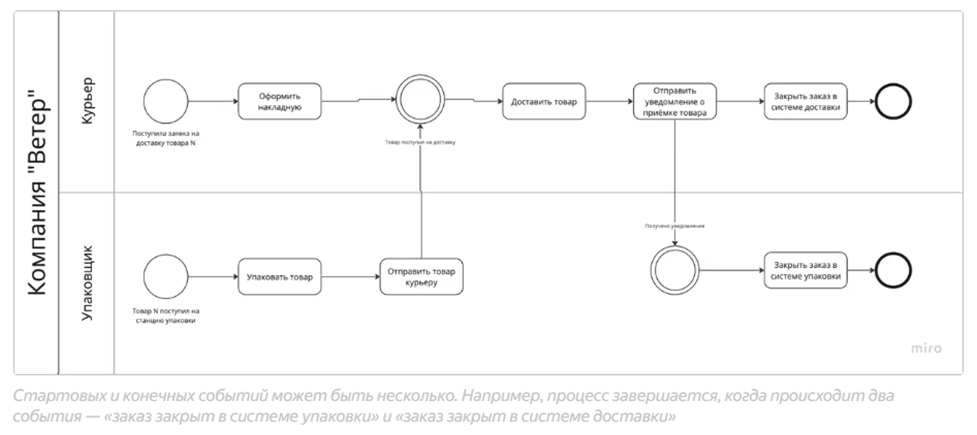 Компания "Ветер"
Курьер
Поступила заявка на
доставку товара N
Оформить
накладную
Товар поступил на доставку
Доставить товар
Отправить
уведомление о
приёмке товара
Закрыть заказ в
системе доставки
Упаковщик
Товар N поступил на
станцию упаковки
Упаковать товар
Отправить товар
курьеру
Получено уведомление
Закрыть заказ в
системе упаковки
miro
Стартовых и конечных событий может быть несколько. Например, процесс завершается, когда происходит два
события — «заказ закрыт в системе упаковки» и «заказ закрыт в системе доставки»